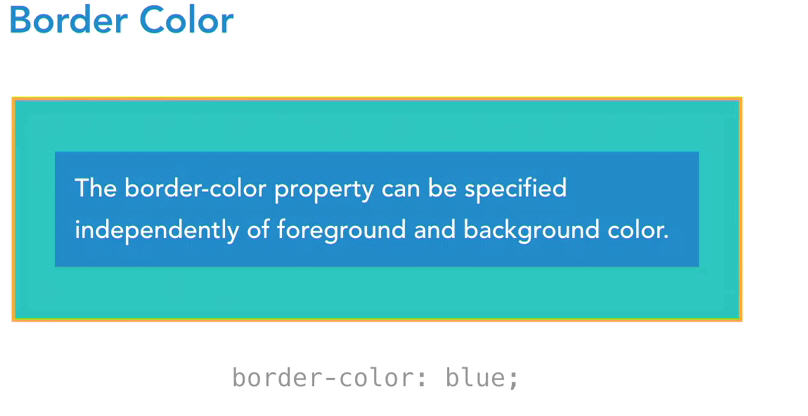 Border Color
The border-color property can be specified
independently of foreground and background color.
border-color: blue;